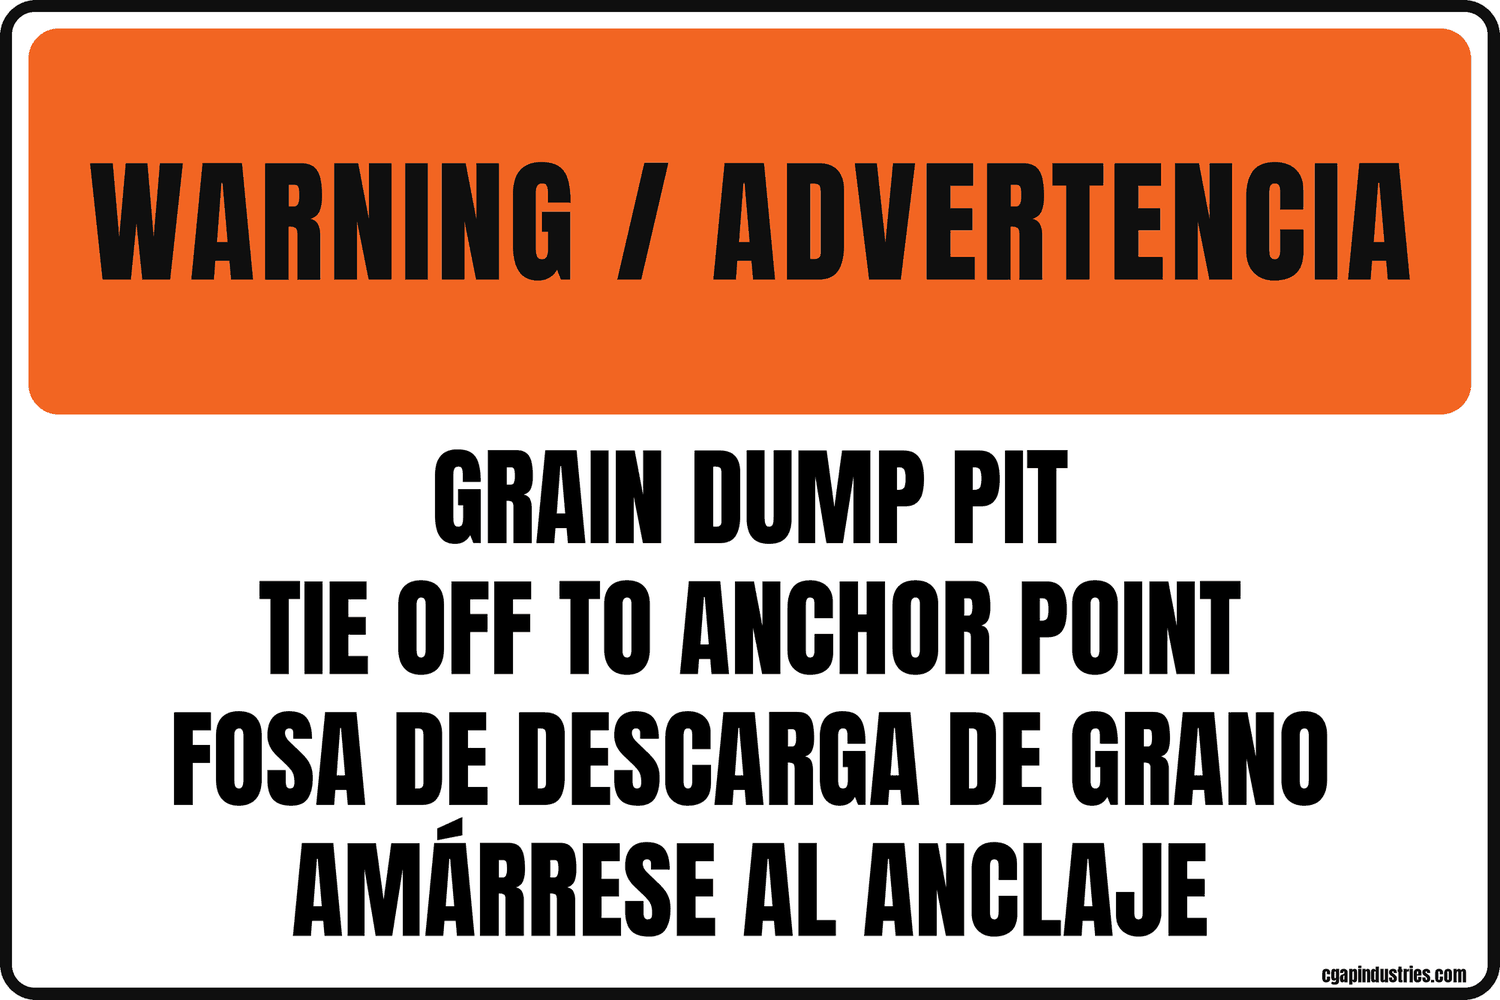 WARNING / ADVERTENCIA
GRAIN DUMP PIT
TIE OFF TO ANCHOR POINT
FOSA DE DESCARGA DE GRANO
AMÁRRESE AL ANCLAJE
cgapindustries.com